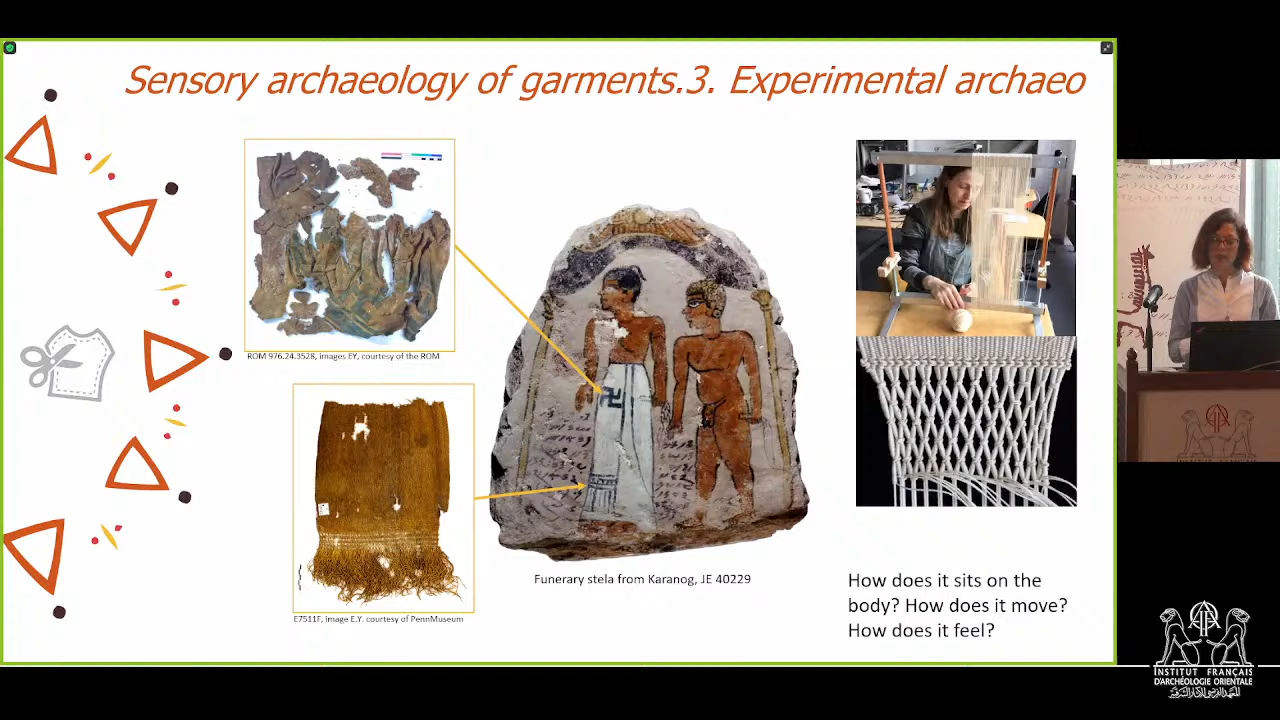 Sensory archaeology of garments.3. Experimental archaeo
ROM 976.24.3528, images EY, courtesy of the ROM
E7511F, image E.Y. courtesy of PennMuseum
Funerary stela from Karanog, JE 40229
How does it sits on the
body? How does it move?
How does it feel?
INSTITUT FRANÇAIS
D'ARCHÉOLOGIE ORIENTALE